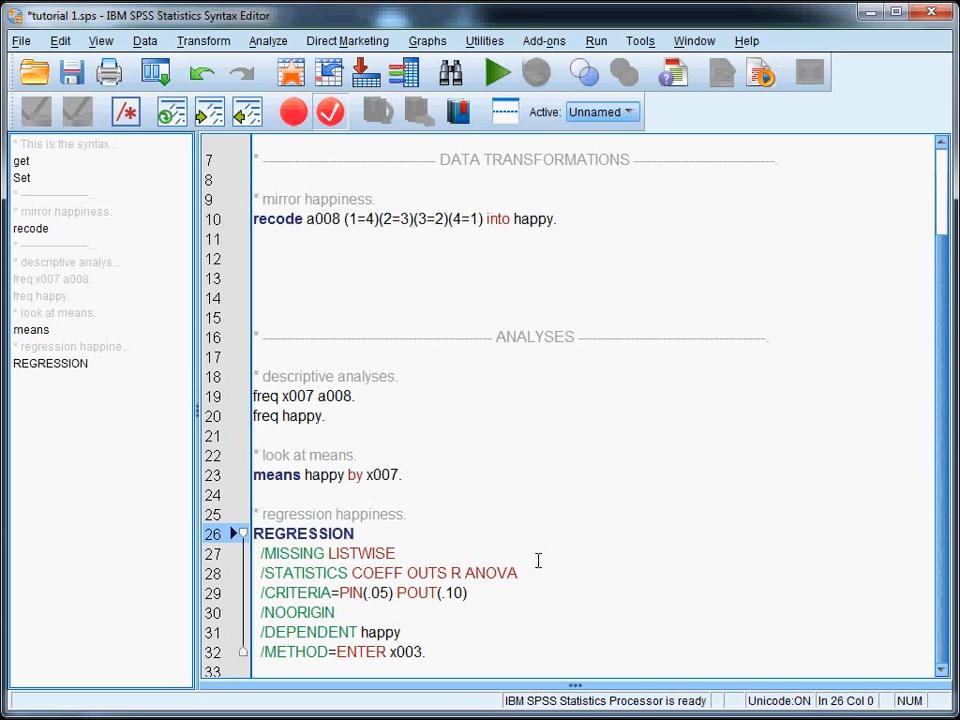 *tutorial 1.sps - IBM SPSS Statistics Syntax Editor
File Edit View Data Transform Analyze Direct Marketing Graphs Utilities Add-ons Run Tools Window Help
Active: Unnamed
* This is the syntax...
get
Set
* ---------------...
* mirror happiness.
recode
* ---------------...
* descriptive analys...
freq x007 a008.
freq happy.
* look at means.
means
* regression happine...
REGRESSION
7 * ------------------------------------- DATA TRANSFORMATIONS ------------------------------.
8
9 * mirror happiness.
10 recode a008 (1=4)(2=3)(3=2)(4=1) into happy.
11
12
13
14
15
16 * ------------------------------------------------- ANALYSES ----------------------------------------.
17
18 * descriptive analyses.
19 freq x007 a008.
20 freq happy.
21
22 * look at means.
23 means happy by x007.
24
25 * regression happiness.
26 REGRESSION
27 /MISSING LISTWISE
28 /STATISTICS COEFF OUTS R ANOVA
29 /CRITERIA=PIN(.05) POUT(.10)
30 /NOORIGIN
31 /DEPENDENT happy
32 /METHOD=ENTER x003.
33
IBM SPSS Statistics Processor is ready Unicode:ON In 26 Col 0 NUM